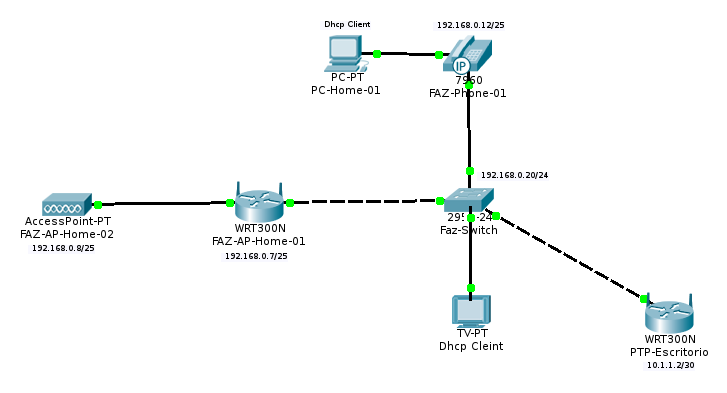 Dhcp Client
192.168.0.12/25
IP
PC-PT
PC-Home-01
7960
FAZ-Phone-01
192.168.0.20/24
AccessPoint-PT
FAZ-AP-Home-02
192.168.0.8/25
WRT300N
FAZ-AP-Home-01
192.168.0.7/25
Faz-Switch
TV-PT
Dhcp Cleint
WRT300N
PTP-Escritorio
10.1.1.2/30